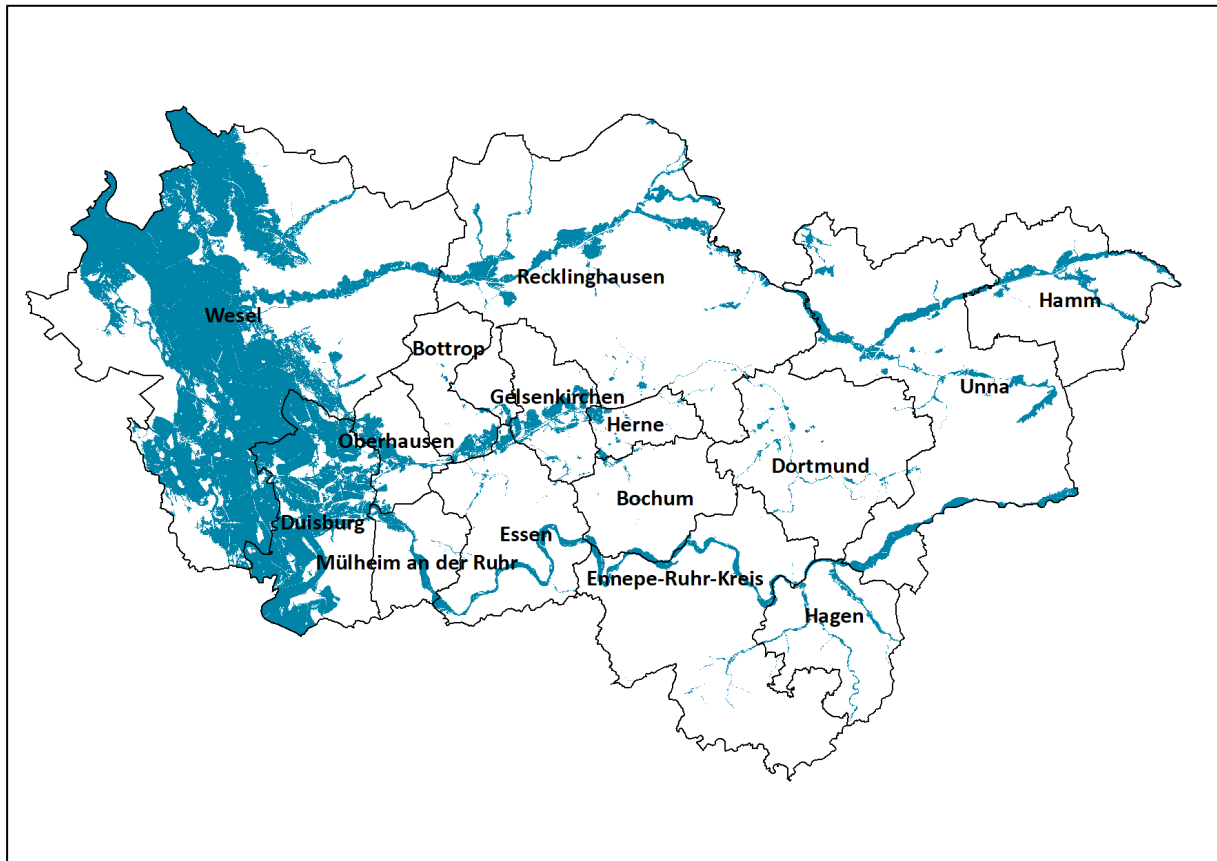 Recklinghausen
Hamm
Wesel
Bottrop
Unna
Gelsenkirchen
Herne
Oberhausen
Dortmund
Bochum
Duisburg
Essen
Mülheim an der Ruhr
Ennepe-Ruhr-Kreis
Hagen